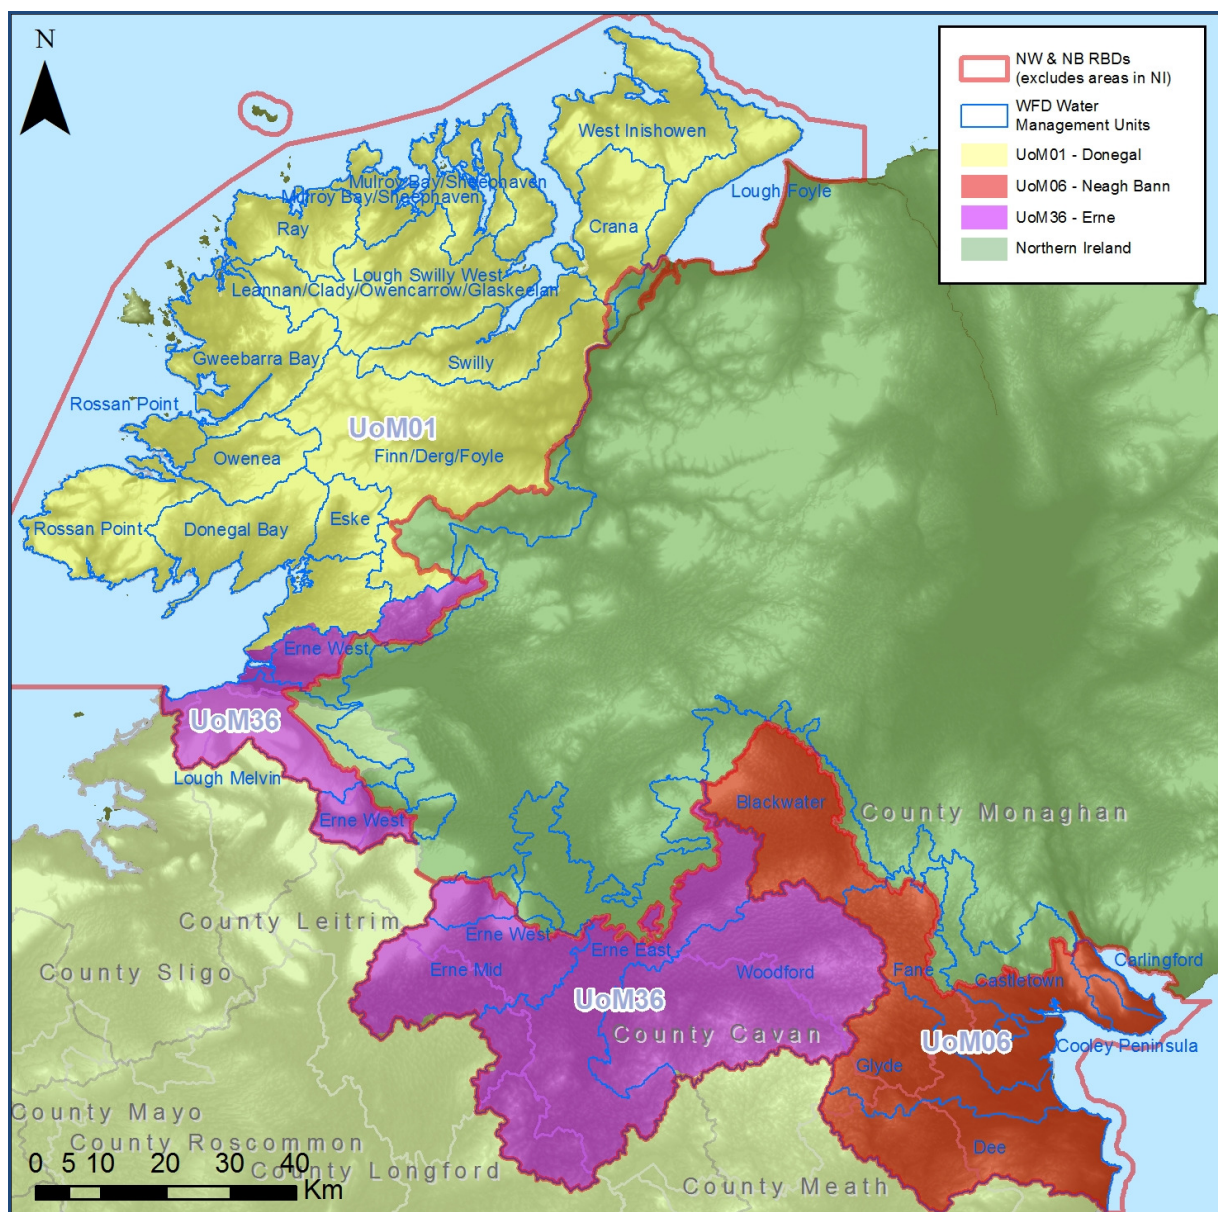 N
NW & NB RBDs
(excludes areas in NI)
WFD Water
Management Units
UoM01 - Donegal
UoM06 - Neagh Bann
UoM36 - Erne
Northern Ireland
West Inishowen
Mulroy Bay/Sheephaven
Mulroy Bay/Sheephaven
Lough Foyle
Ray
Crana
Lough Swilly West
Leannan/Clady/Owencarrow/Glaskeelan
Gweebarra Bay
Swilly
Rossan Point
UoM01
Owenea
Finn/Derg/Foyle
Rossan Point
Donegal Bay
Eske
Erne West
UoM36
Lough Melvin
Erne West
Blackwater
County Monaghan
County Leitrim
Erne West
Erne East
County Sligo
Erne Mid
Woodford
Fane
Castletown
Carlingford
UoM36
County Cavan
UoM06
Cooley Peninsula
Glyde
County Mayo
County Roscommon
Dee
County Longford
County Meath
0 5 10 20 30 40
Km